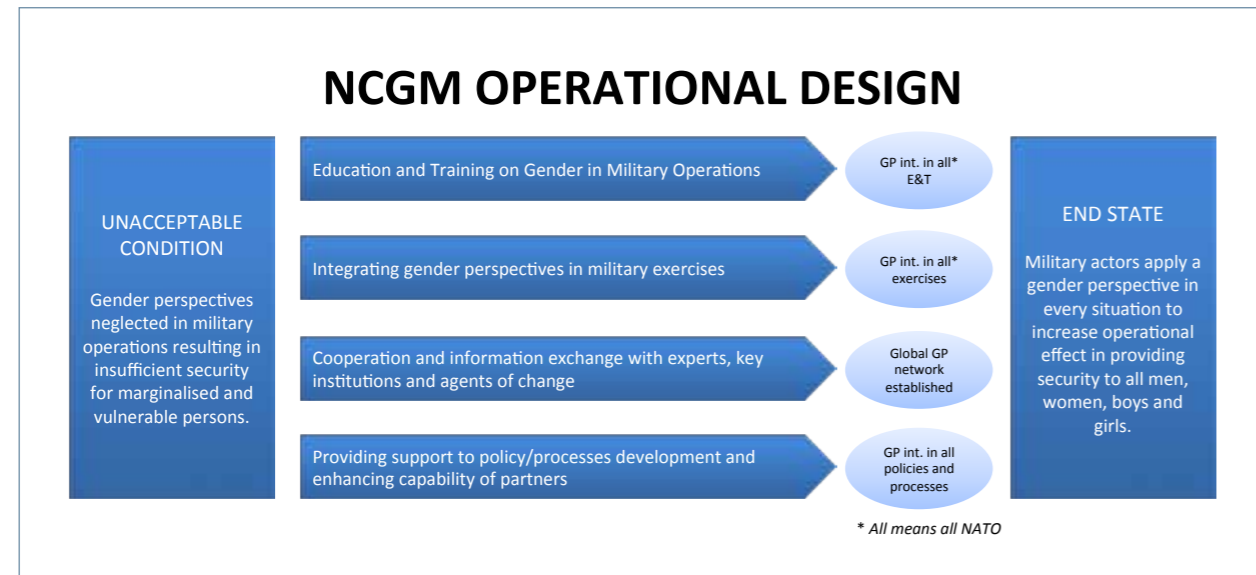 NCGM OPERATIONAL DESIGN
UNACCEPTABLE
CONDITION
Gender perspectives
neglected in military
operations resulting in
insufficient security
for marginalised and
vulnerable persons.
Education and Training on Gender in Military Operations
GP int. in all*
E&T
Integrating gender perspectives in military exercises
GP int. in all*
exercises
Cooperation and information exchange with experts, key
institutions and agents of change
Global GP
network
established
Providing support to policy/processes development and
enhancing capability of partners
GP int. in all
policies and
processes
* All means all NATO
END STATE
Military actors apply a
gender perspective in
every situation to
increase operational
effect in providing
security to all men,
women, boys and
girls.